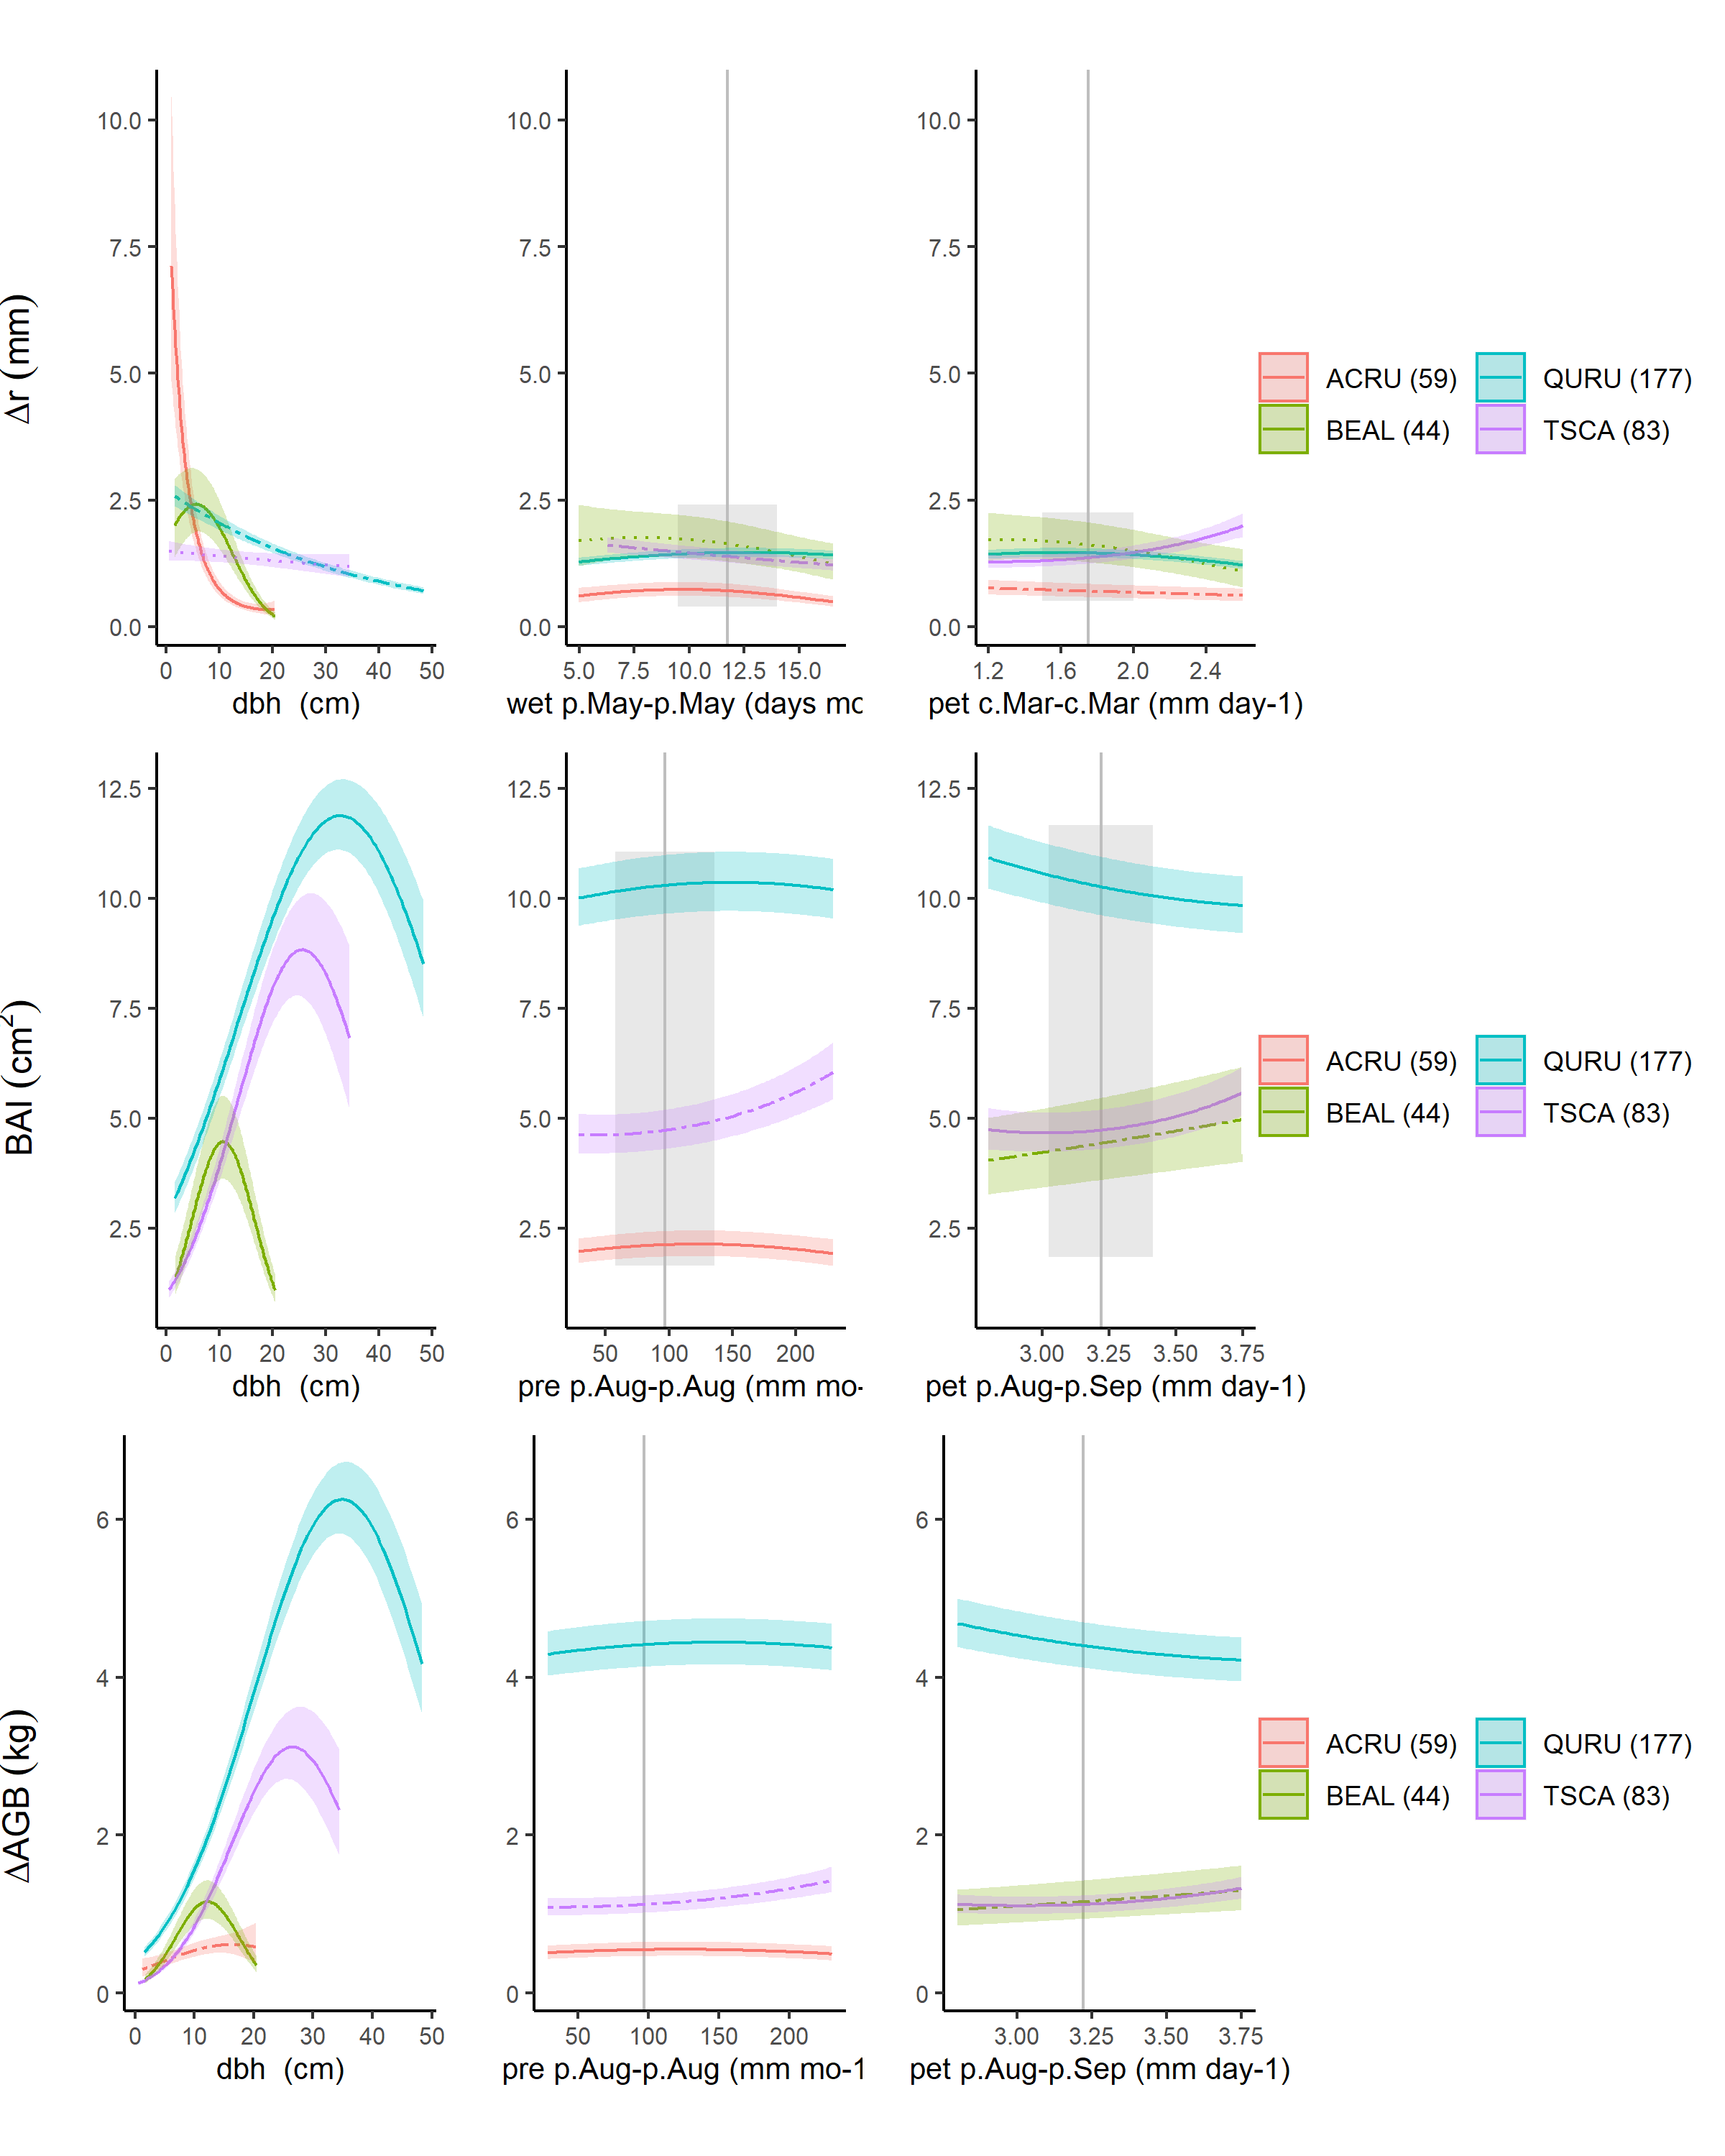 Δr (mm)
10.0
7.5
5.0
2.5
0.0
0 10 20 30 40 50
dbh (cm)
10.0
7.5
5.0
2.5
0.0
5.0 7.5 10.0 12.5 15.0
wet p.May-p.May (days mo
10.0
7.5
5.0
2.5
0.0
1.2 1.6 2.0 2.4
pet c.Mar-c.Mar (mm day-1)
ACRU (59) QURU (177)
BEAL (44) TSCA (83)
BAI (cm²)
12.5
10.0
7.5
5.0
2.5
0 10 20 30 40 50
dbh (cm)
12.5
10.0
7.5
5.0
2.5
50 100 150 200
pre p.Aug-p.Aug (mm mo-
12.5
10.0
7.5
5.0
2.5
3.00 3.25 3.50 3.75
pet p.Aug-p.Sep (mm day-1)
ACRU (59) QURU (177)
BEAL (44) TSCA (83)
ΔAGB (kg)
6
4
2
0
0 10 20 30 40 50
dbh (cm)
6
4
2
0
50 100 150 200
pre p.Aug-p.Aug (mm mo-1
6
4
2
0
3.00 3.25 3.50 3.75
pet p.Aug-p.Sep (mm day-1)
ACRU (59) QURU (177)
BEAL (44) TSCA (83)